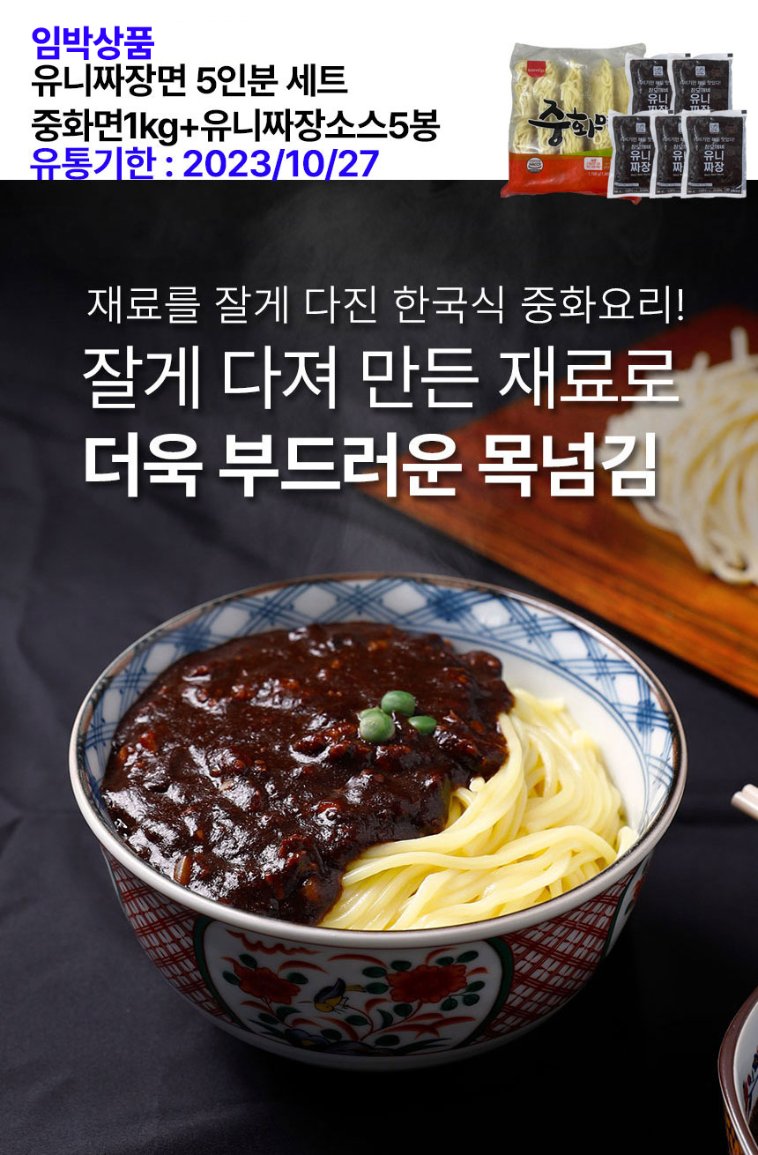 임박상품
유니짜장면 5인분 세트
중화면1kg+유니짜장소스5봉
유통기한 : 2023/10/27
중화면
유니
짜장
유니
짜장
유니
짜장
유니
짜장
유니
짜장
재료를 잘게 다진 한국식 중화요리!
잘게 다져 만든 재료로
더욱 부드러운 목넘김